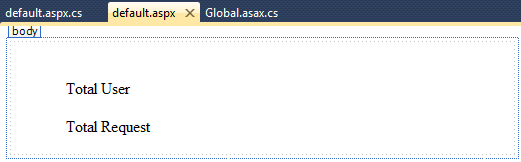 default.aspx.cs default.aspx Global.asax.cs
body
Total User
Total Request